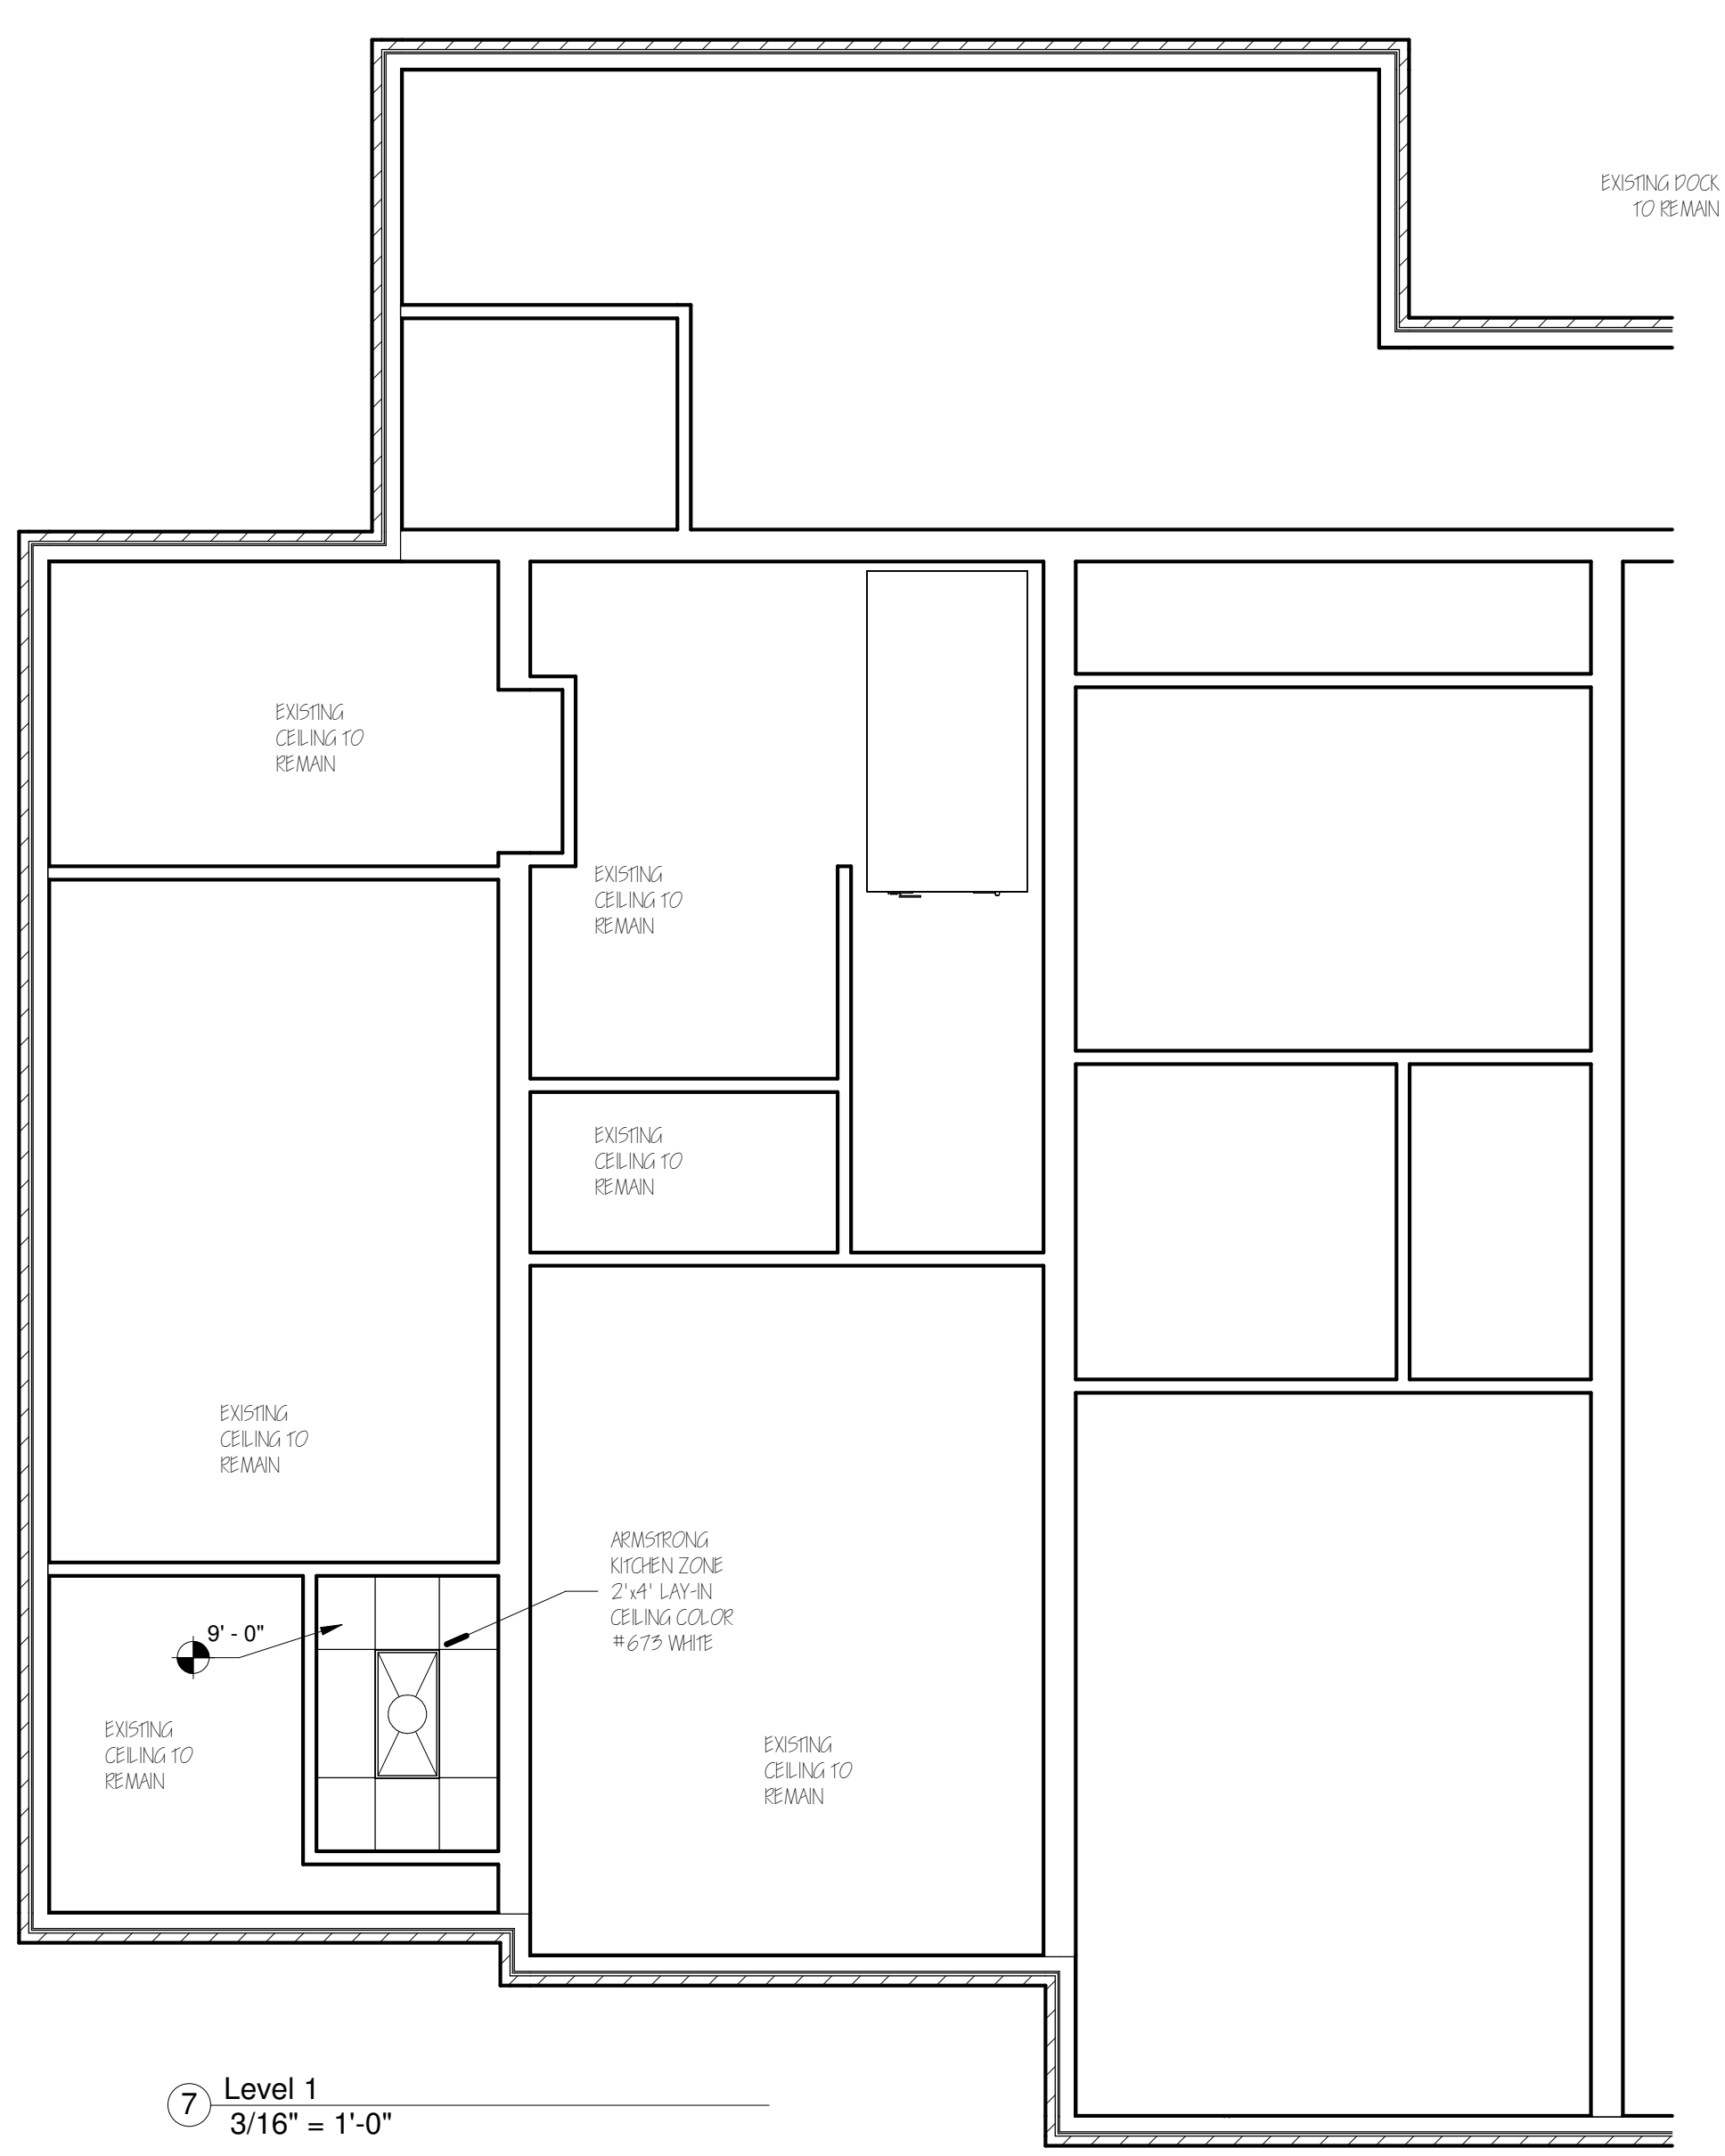 EXISTING DOCK
TO REMAIN
EXISTING
CEILING TO
REMAIN
EXISTING
CEILING TO
REMAIN
EXISTING
CEILING TO
REMAIN
EXISTING
CEILING TO
REMAIN
ARMSTRONG
KITCHEN ZONE
2'x4' LAY-IN
CEILING COLOR
#673 WHITE
9' - 0"
EXISTING
CEILING TO
REMAIN
EXISTING
CEILING TO
REMAIN
7
Level 1
3/16" = 1'-0"